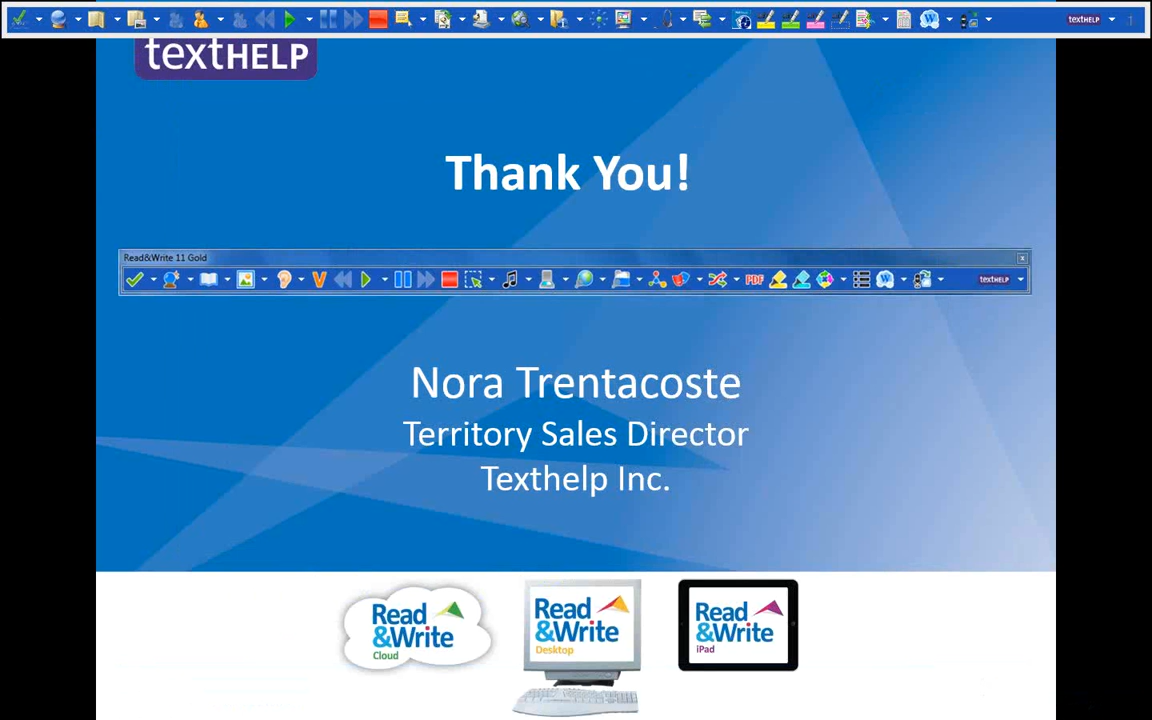 textHELP
textHELP
Thank You!
Read&Write 11 Gold
V
PDF
W
textHELP
Nora Trentacoste
Territory Sales Director
Texthelp Inc.
Read
&Write
Cloud
Read
&Write
Desktop
Read
&Write
iPad